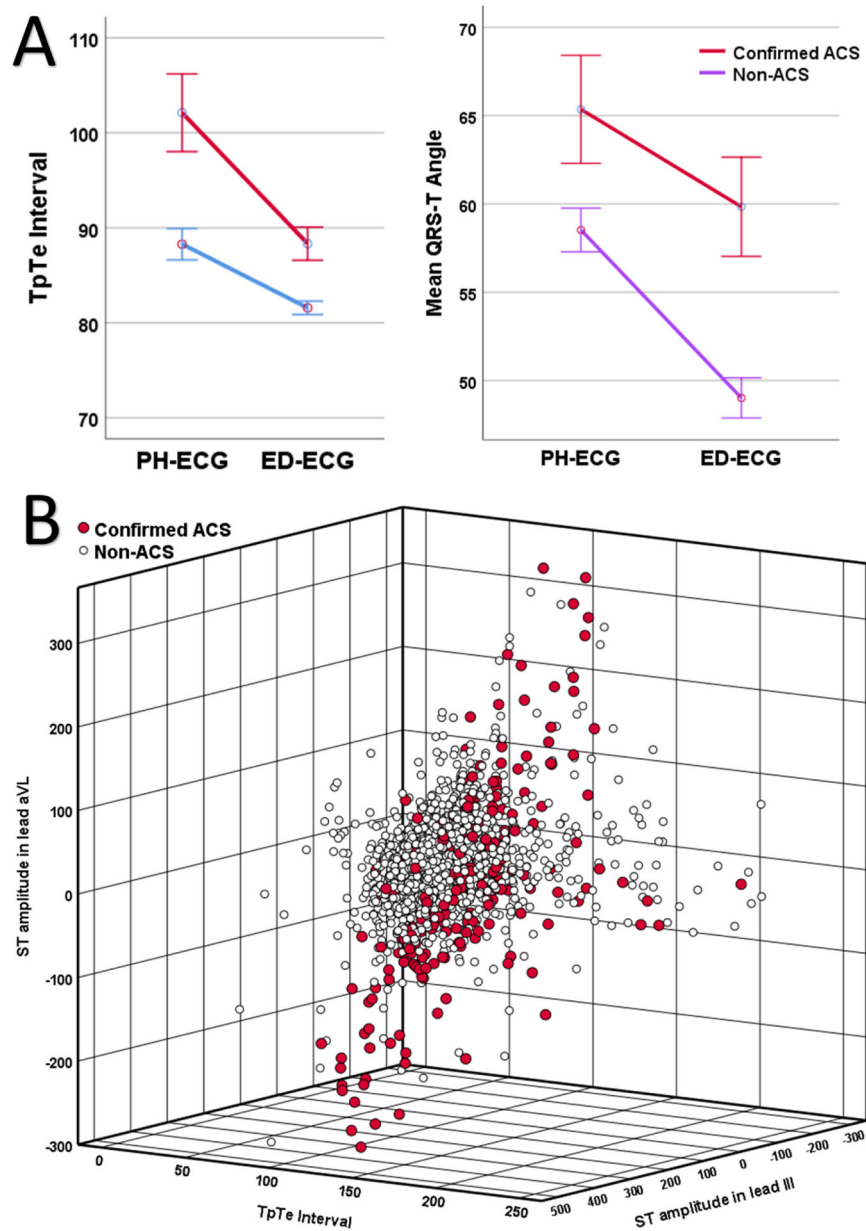 A
TpTe Interval
110
100
90
80
70
PH-ECG ED-ECG
Mean QRS-T Angle
70
65
60
55
50
Confirmed ACS
Non-ACS
PH-ECG ED-ECG
B
Confirmed ACS
Non-ACS
ST amplitude in lead aVL
300
200
100
0
-100
-200
-300
0 50 100 150 200 250
TpTe Interval
500 400 300 200 100 0 -100 -200 -300
ST amplitude in lead III